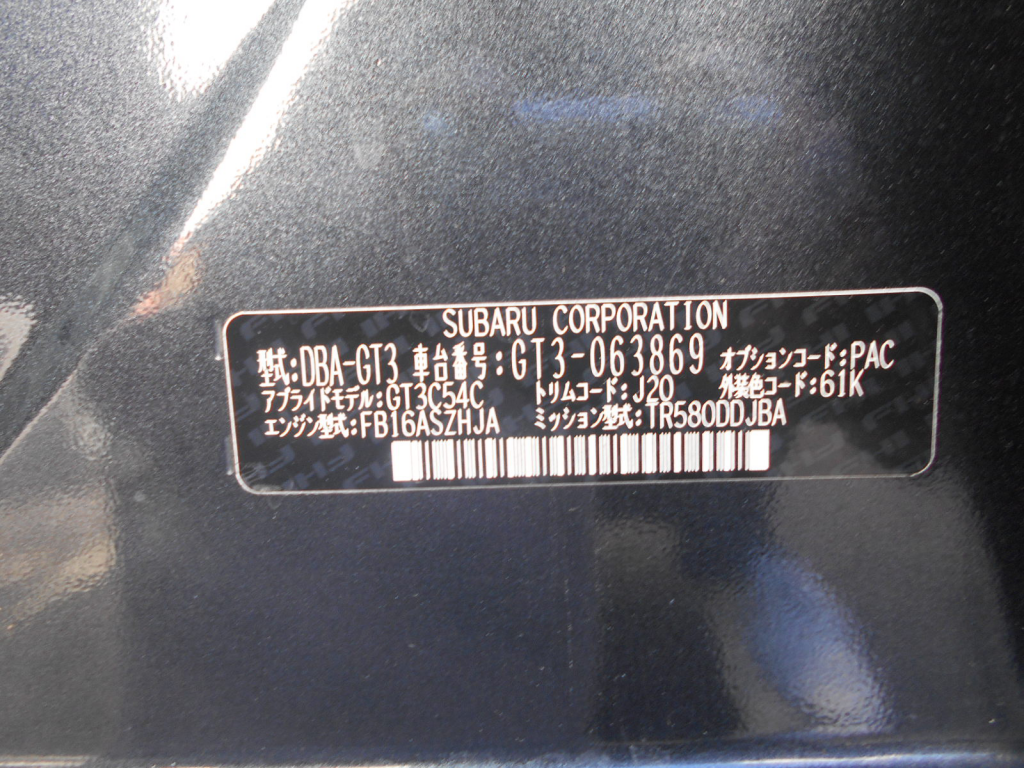 SUBARU CORPORATION
型式:DBA-GT3 車台番号:GT3-063869 オプションコード:PAC
アプライドモデル:GT3C54C トリムコード:J20 外装色コード:61K
エンジン型式:FB16ASZHJA ミッション型式:TR580DDJBA